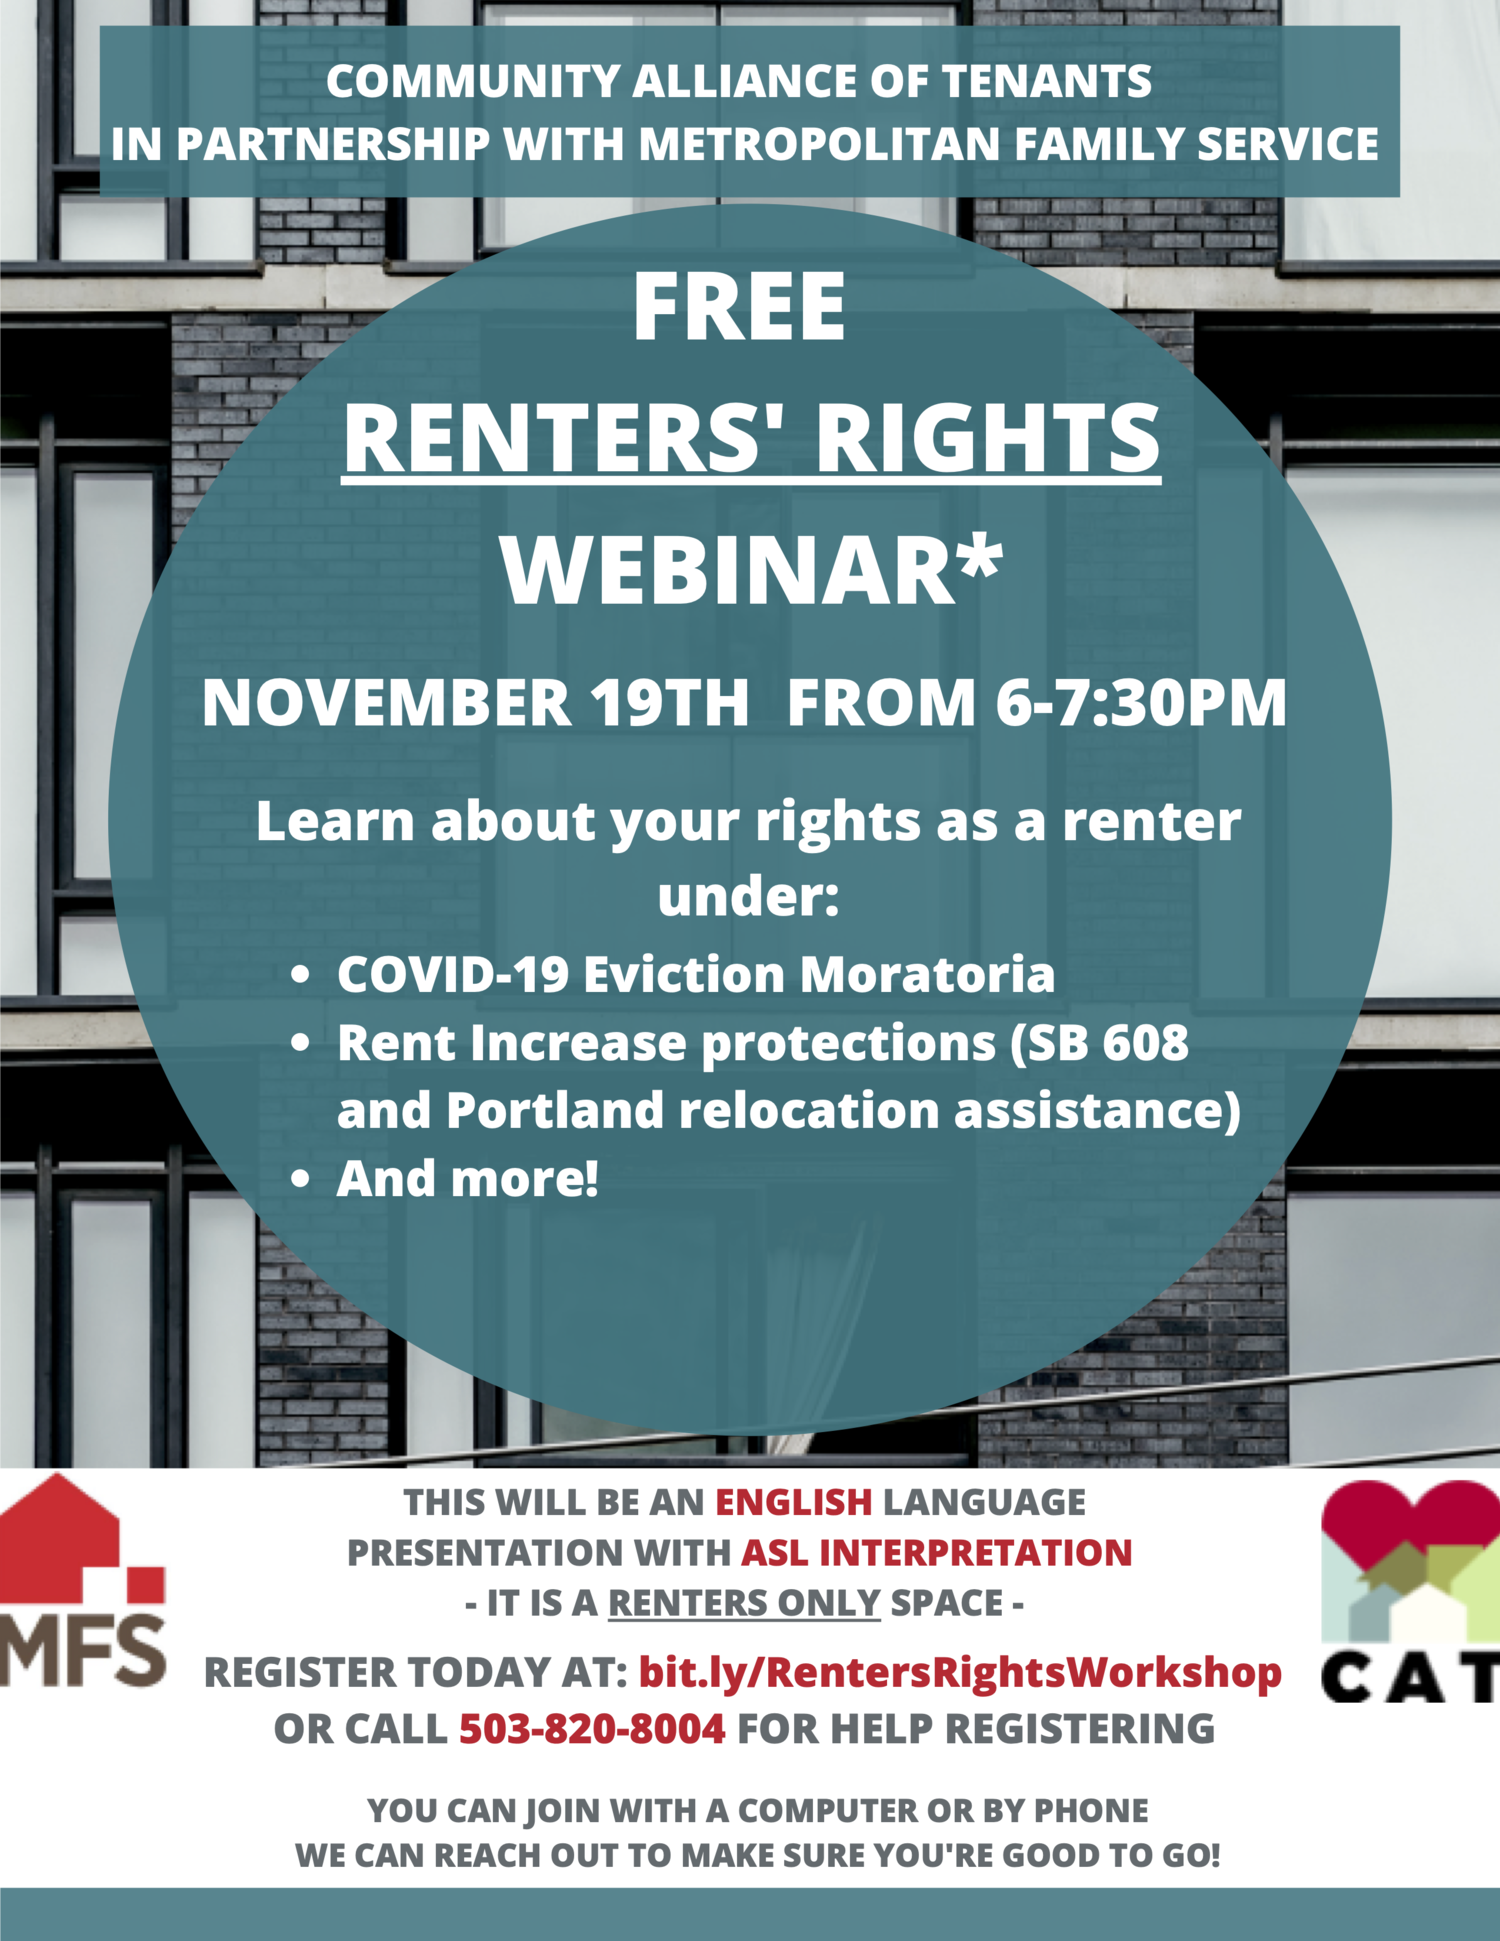 COMMUNITY ALLIANCE OF TENANTS
IN PARTNERSHIP WITH METROPOLITAN FAMILY SERVICE
FREE
RENTERS' RIGHTS
WEBINAR*
NOVEMBER 19TH FROM 6-7:30PM
Learn about your rights as a renter
under:
• COVID-19 Eviction Moratoria
• Rent Increase protections (SB 608
and Portland relocation assistance)
• And more!
THIS WILL BE AN ENGLISH LANGUAGE
PRESENTATION WITH ASL INTERPRETATION
- IT IS A RENTERS ONLY SPACE -
MFS
CAT
REGISTER TODAY AT: bit.ly/RentersRightsWorkshop
OR CALL 503-820-8004 FOR HELP REGISTERING
YOU CAN JOIN WITH A COMPUTER OR BY PHONE
WE CAN REACH OUT TO MAKE SURE YOU'RE GOOD TO GO!